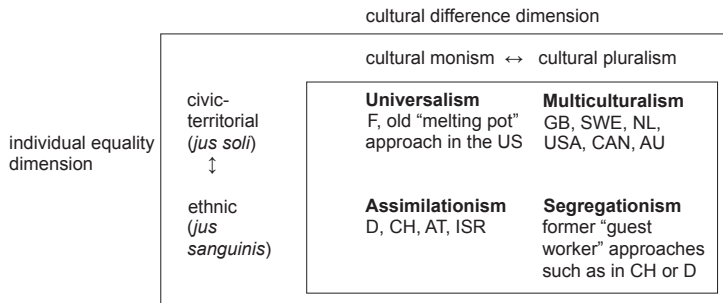 cultural difference dimension
cultural monism ↔ cultural pluralism
individual equality
dimension
civic-
territorial
(jus soli)
↕
ethnic
(jus
sanguinis)
Universalism
F, old “melting pot”
approach in the US
Multiculturalism
GB, SWE, NL,
USA, CAN, AU
Assimilationism
D, CH, AT, ISR
Segregationism
former “guest
worker” approaches
such as in CH or D